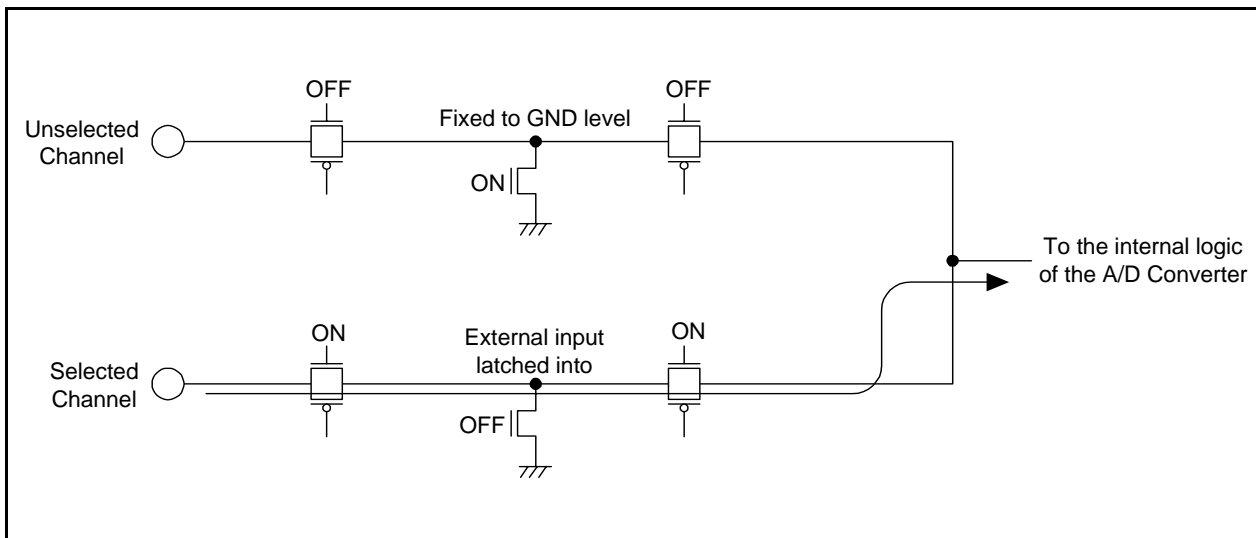 OFF
OFF
Fixed to GND level
Unselected
Channel
ON
To the internal logic
of the A/D Converter
ON
External input
latched into
ON
Selected
Channel
OFF